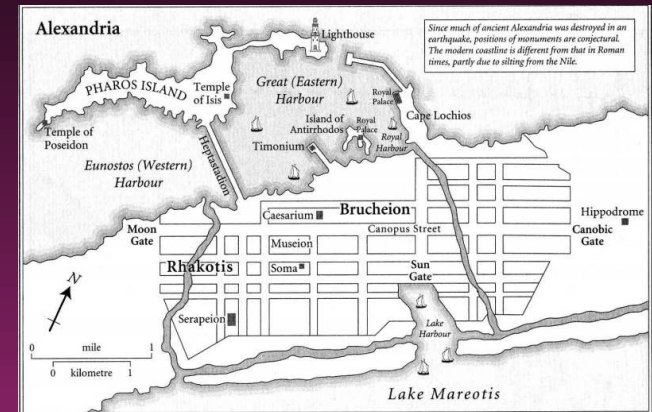 Alexandria
Lighthouse
Since much of ancient Alexandria was destroyed in an
earthquake, positions of monuments are conjectural.
The modern coastline is different from that in Roman
times, partly due to silting from the Nile.
PHAROS ISLAND
Temple
of Isis
Great (Eastern)
Harbour
Royal
Palace
Cape Lochios
Temple of
Poseidon
Island of
Antirrhodos
Royal
Palace
Royal
Harbour
Timonium
Heptastadion
Eunostos (Western)
Harbour
Caesarium
Brucheion
Hippodrome
Moon
Gate
Canopus Street
Canobic
Gate
Museion
Rhakotis
Soma
Sun
Gate
N
Serapeion
Lake
Harbour
0 mile 1
0 kilometre 1
Lake Mareotis